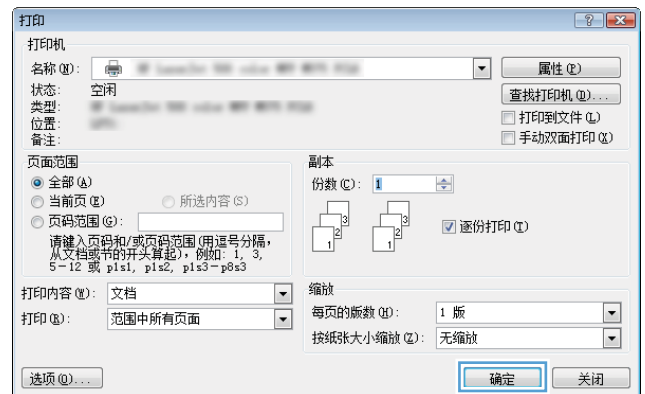 打印
打印机
名称(N):
属性(P)
状态: 空闲
查找打印机(D)...
类型:
位置:
打印到文件(L)
备注:
手动双面打印(X)
页面范围
全部(A)
当前页(E) 所选内容(S)
页码范围(G):
请键入页码和/或页码范围(用逗号分隔,
从文档或节的开头算起),例如: 1, 3,
5-12 或 p1s1, p1s2, p1s3-p8s3
副本
份数(C): 1
逐份打印(T)
3
2
1
3
2
1
打印内容(W): 文档
打印(R): 范围中所有页面
缩放
每页的版数(H): 1 版
按纸张大小缩放(Z): 无缩放
选项(O)...
确定
关闭